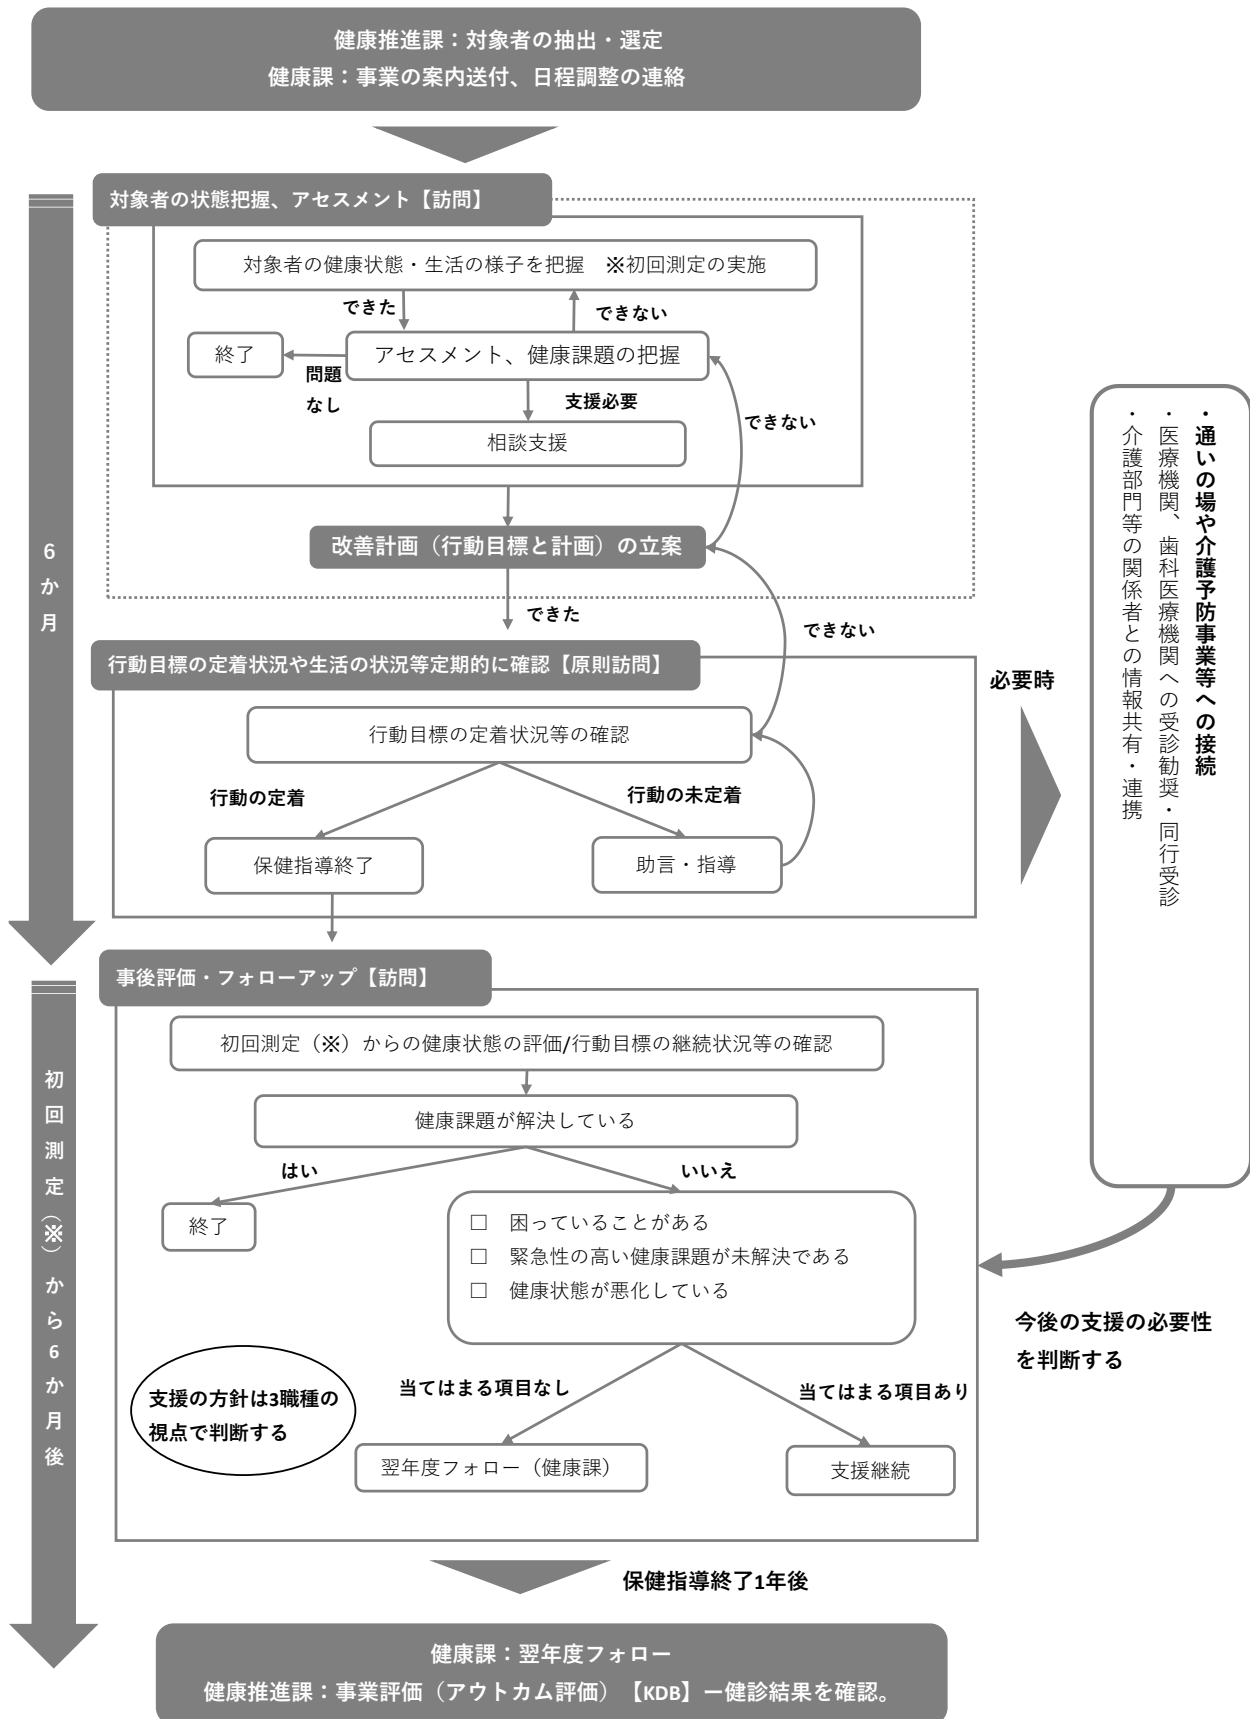 健康推進課：対象者の抽出・選定
健康課：事業の案内送付、日程調整の連絡
対象者の状態把握、アセスメント【訪問】
対象者の健康状態・生活の様子を把握　※初回測定の実施
できた
できない
終了
アセスメント、健康課題の把握
問題
なし
支援必要
できない
相談支援
改善計画（行動目標と計画）の立案
できた
できない
6か月
行動目標の定着状況や生活の状況等定期的に確認【原則訪問】
行動目標の定着状況等の確認
行動の定着
行動の未定着
保健指導終了
助言・指導
必要時
・通いの場や介護予防事業等への接続
・医療機関、歯科医療機関への受診勧奨・同行受診
・介護部門等の関係者との情報共有・連携
事後評価・フォローアップ【訪問】
初回測定（※）からの健康状態の評価/行動目標の継続状況等の確認
健康課題が解決している
はい
いいえ
終了
□　困っていることがある
□　緊急性の高い健康課題が未解決である
□　健康状態が悪化している
今後の支援の必要性
を判断する
初回測定（※）から6か月後
支援の方針は3職種の
視点で判断する
当てはまる項目なし
当てはまる項目あり
翌年度フォロー（健康課）
支援継続
保健指導終了1年後
健康課：翌年度フォロー
健康推進課：事業評価（アウトカム評価）【KDB】ー健診結果を確認。